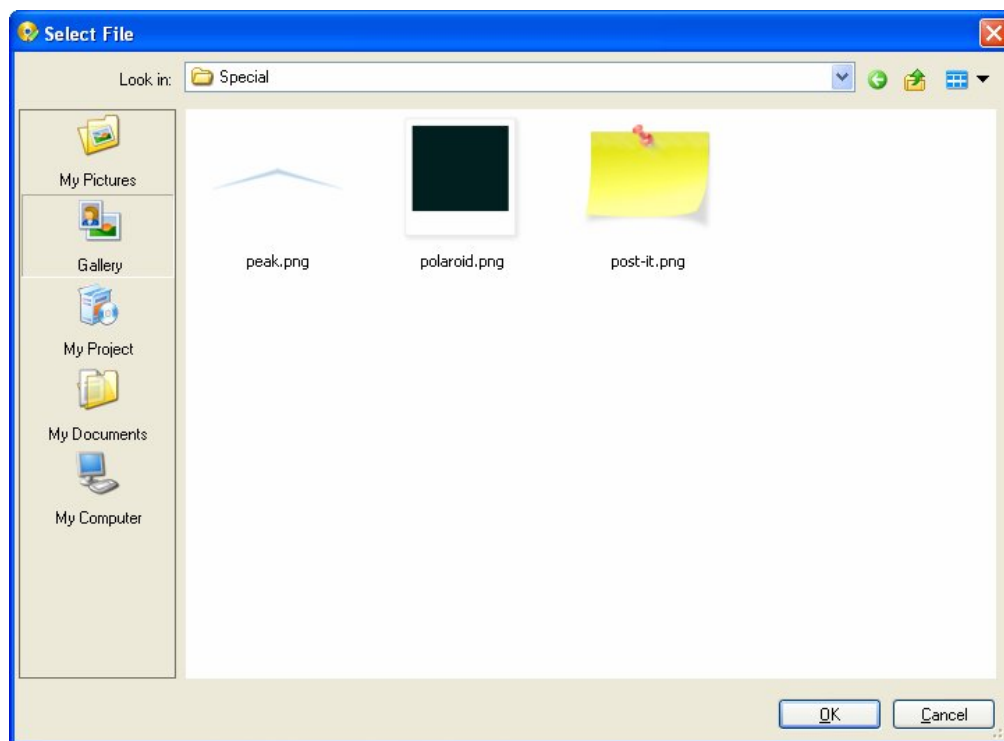 Select File
Look in: Special
My Pictures
Gallery
My Project
My Documents
My Computer
peak.png polaroid.png post-it.png
OK Cancel